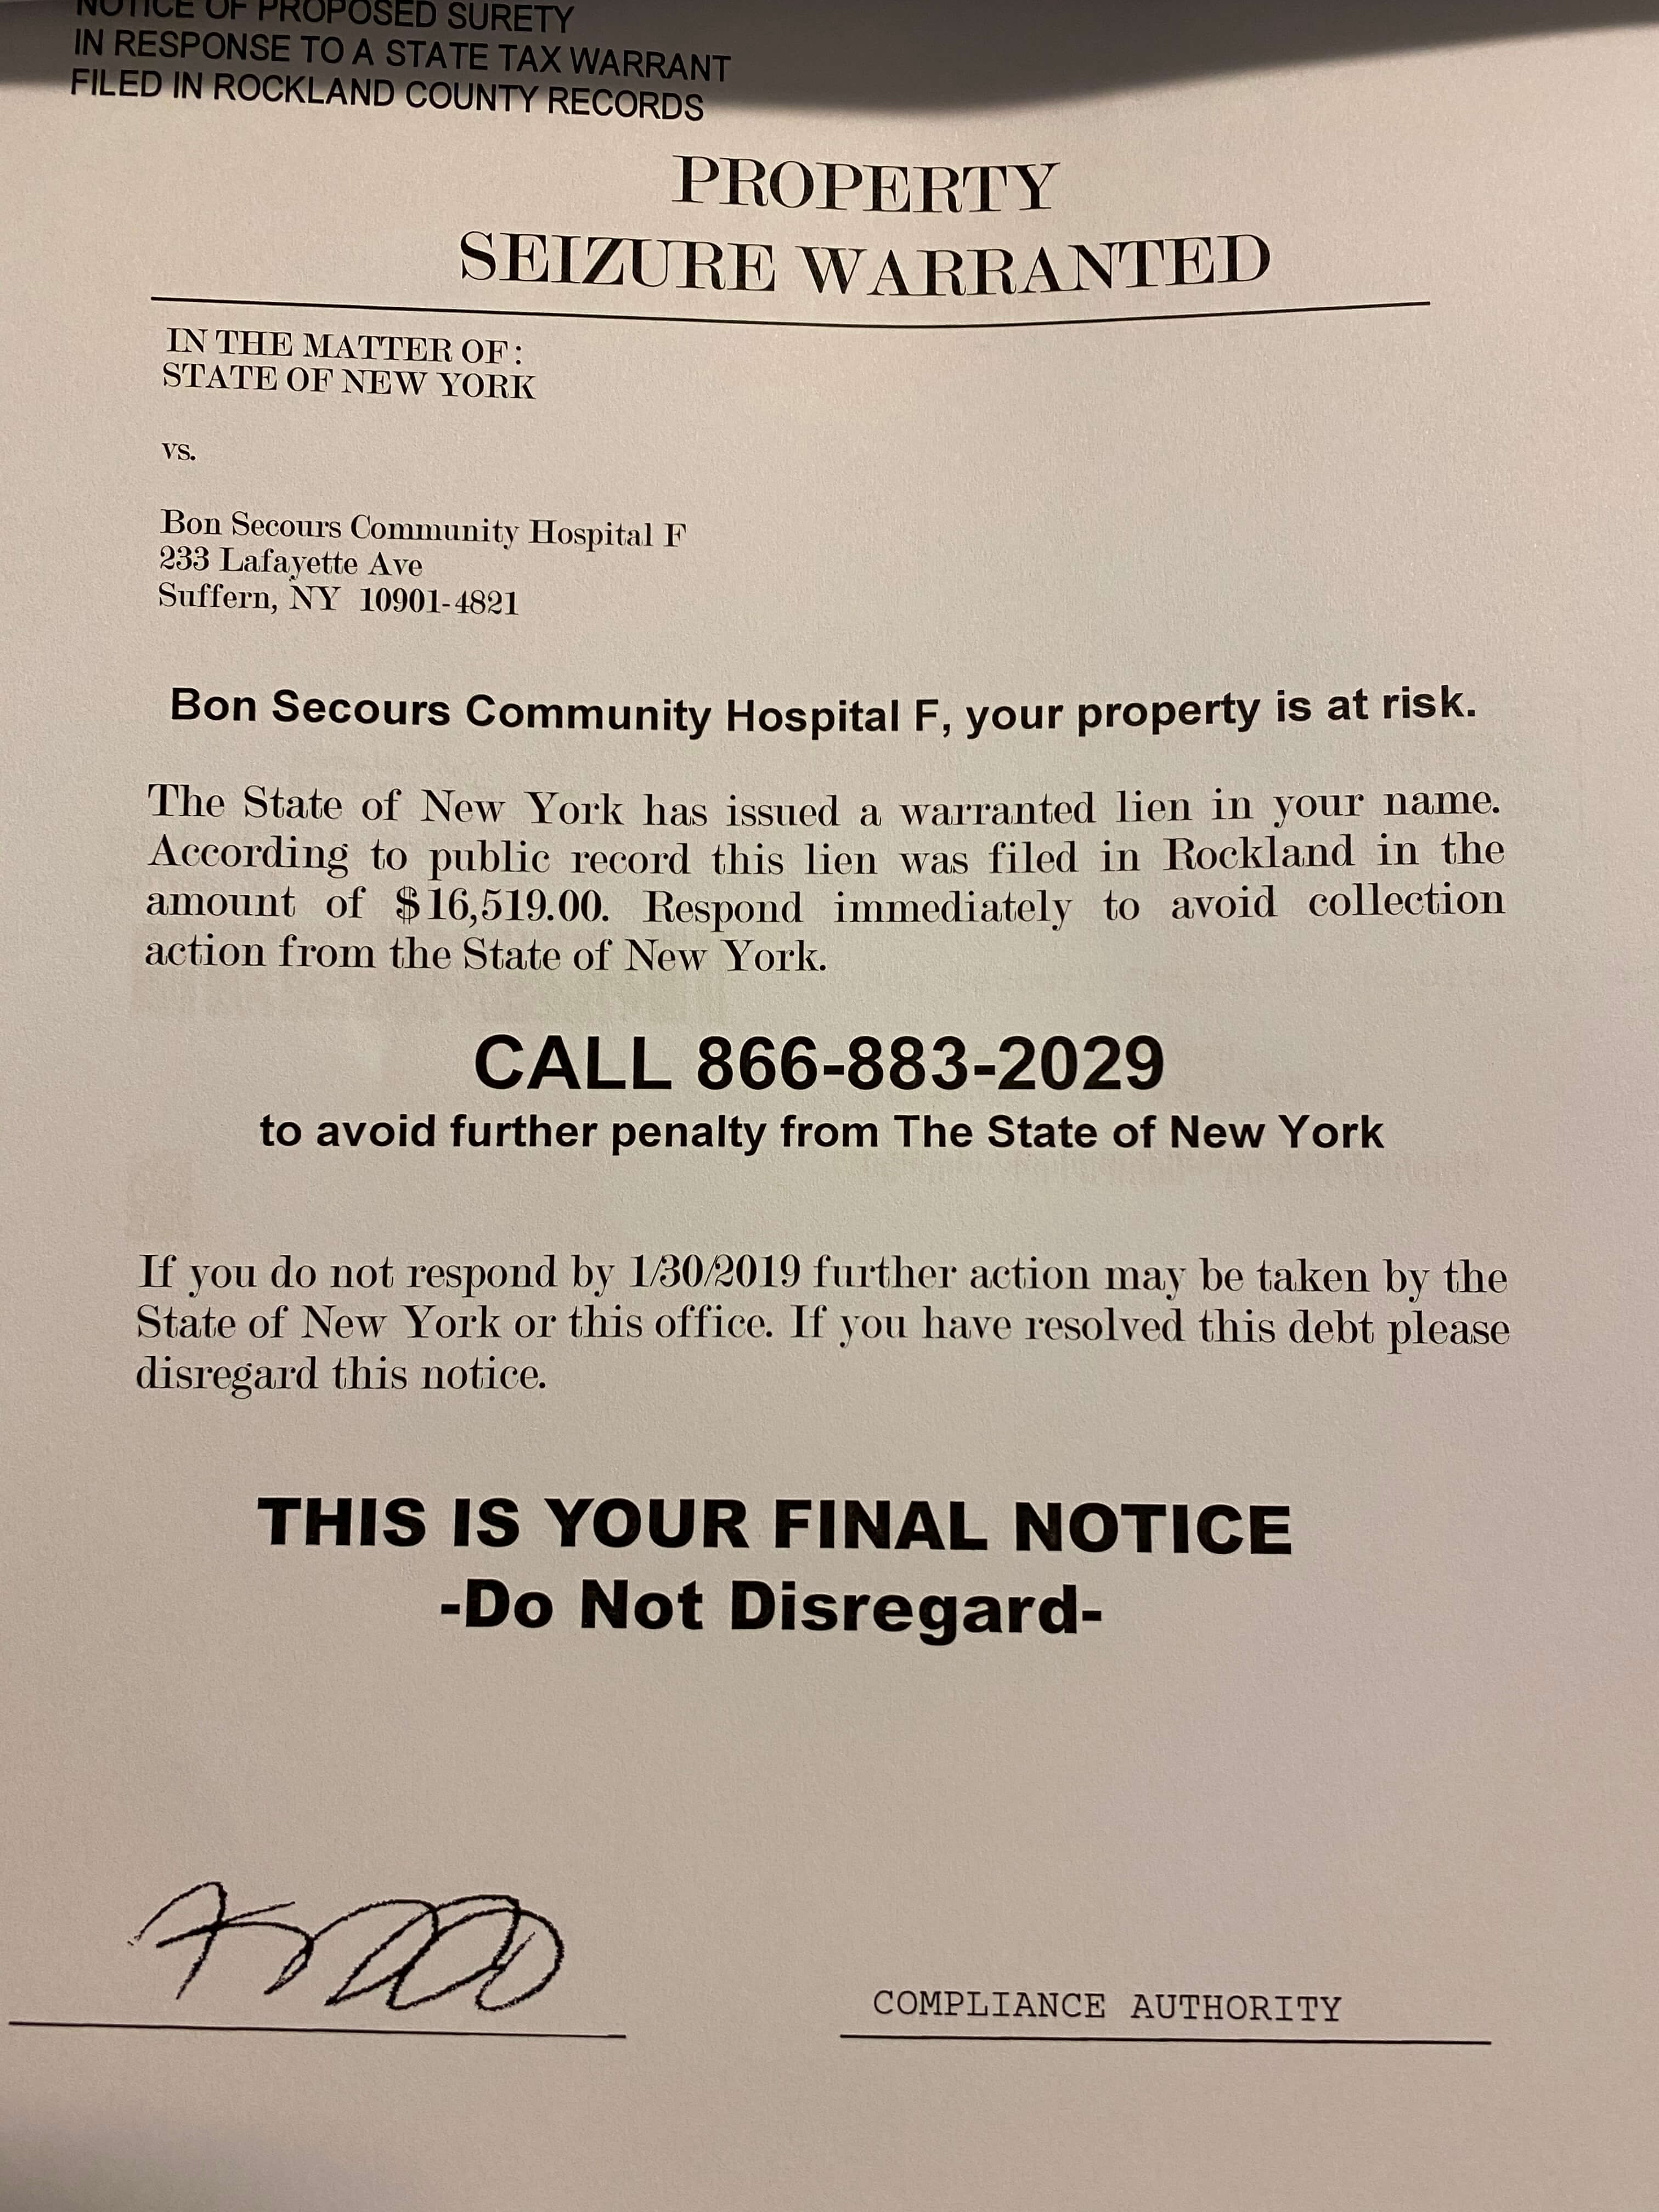 NOTICE OF PROPOSED SURETY
IN RESPONSE TO A STATE TAX WARRANT
FILED IN ROCKLAND COUNTY RECORDS
PROPERTY
SEIZURE WARRANTED
IN THE MATTER OF:
STATE OF NEW YORK
vs.
Bon Secours Community Hospital F
233 Lafayette Ave
Suffern, NY 10901-4821
Bon Secours Community Hospital F, your property is at risk.
The State of New York has issued a warranted lien in your name.
According to public record this lien was filed in Rockland in the
amount of $16,519.00. Respond immediately to avoid collection
action from the State of New York.
CALL 866-883-2029
to avoid further penalty from The State of New York
If you do not respond by 1/30/2019 further action may be taken by the
State of New York or this office. If you have resolved this debt please
disregard this notice.
THIS IS YOUR FINAL NOTICE
-Do Not Disregard-
COMPLIANCE AUTHORITY